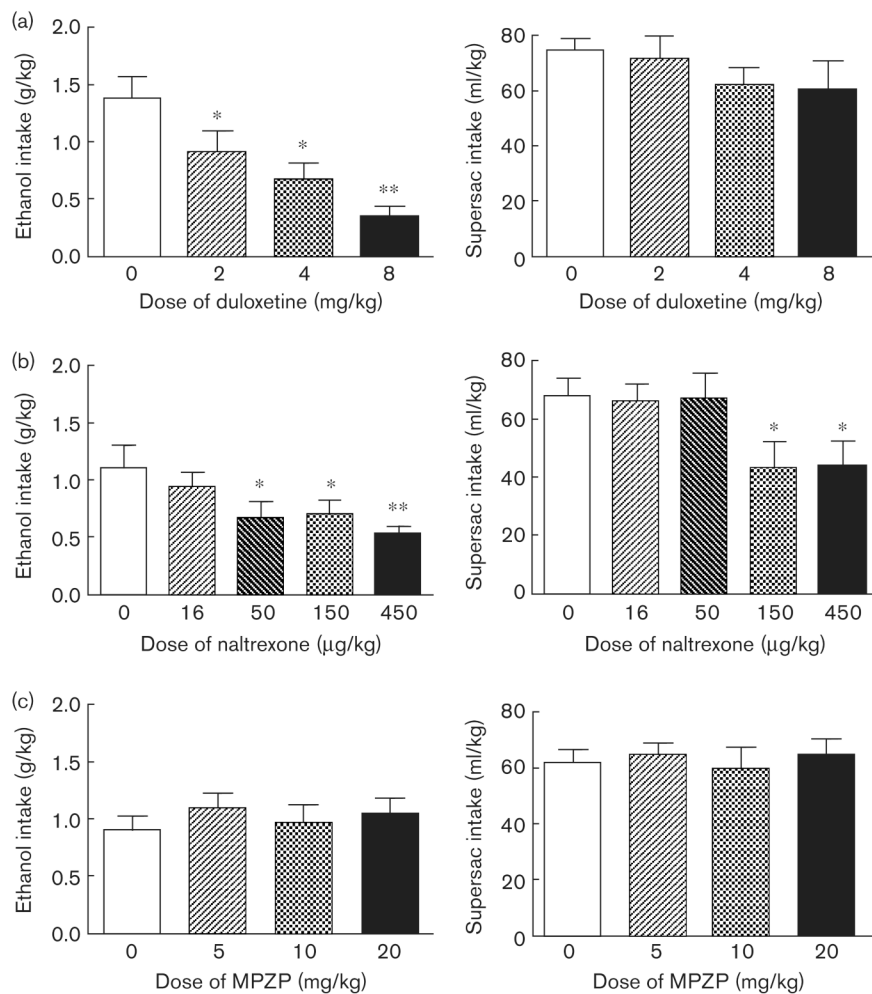 (a)
2.0
1.5
1.0
0.5
0.0
Ethanol intake (g/kg)
*
*
**
0 2 4 8
Dose of duloxetine (mg/kg)
80
60
40
60
80
Supersac intake (ml/kg)
0 2 4 8
Dose of duloxetine (mg/kg)
(b)
2.0
1.5
1.0
0.5
0.0
Ethanol intake (g/kg)
*
*
**
0 16 50 150 450
Dose of naltrexone (μg/kg)
80
60
40
60
80
Supersac intake (ml/kg)
*
*
0 16 50 150 450
Dose of naltrexone (μg/kg)
(c)
2.0
1.5
1.0
0.5
0.0
Ethanol intake (g/kg)
0 5 10 20
Dose of MPZP (mg/kg)
80
60
40
60
80
Supersac intake (ml/kg)
0 5 10 20
Dose of MPZP (mg/kg)